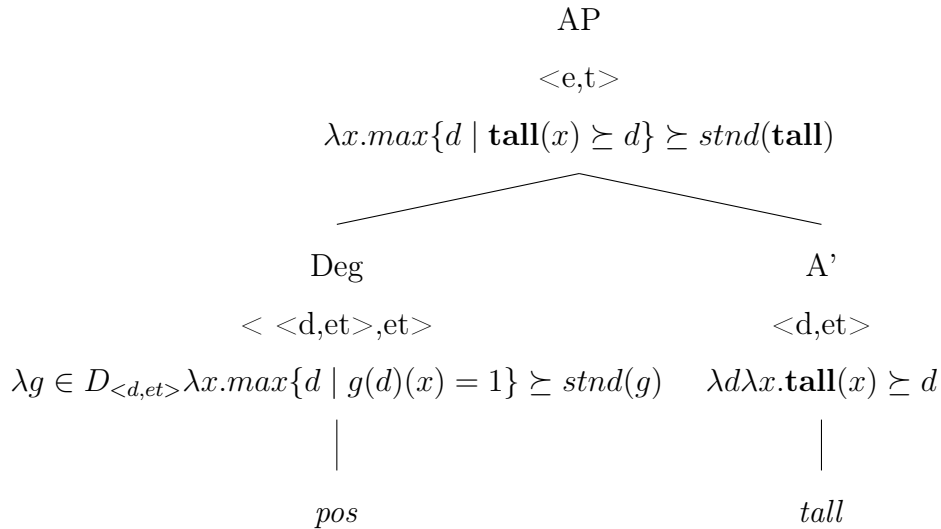 AP
<e,t>
λx.max{d | tall(x) ⪰ d} ⪰ stnd(tall)
Deg A’
< <d,et>,et> <d,et>
λg ∈ D<d,et>λx.max{d | g(d)(x) = 1} ⪰ stnd(g) λdλx.tall(x) ⪰ d
pos tall